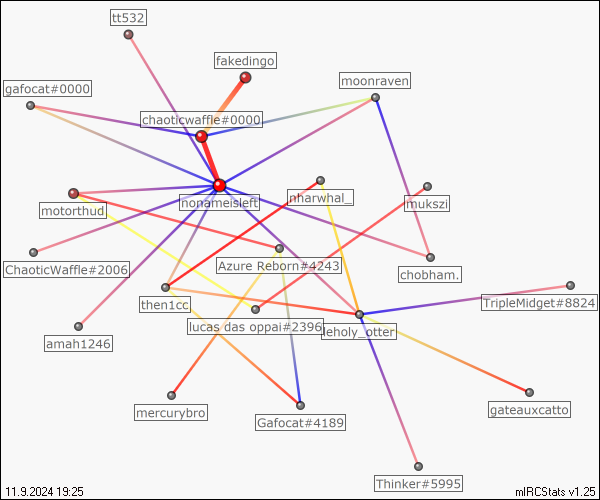 tt532
fakedingo
moonraven
gafocat#0000
chaoticwaffle#0000
nharwhal_
nonameisleft
mukszi
motorthud
Azure Reborn#4243
ChaoticWaffle#2006
chobham.
then1cc
TripleMidget#8824
lucas das oppai#2396
leholy_otter
amah1246
mercurybro
gateauxcatto
Gafocat#4189
Thinker#5995
11.9.2024 19:25
mIRCStats v1.25